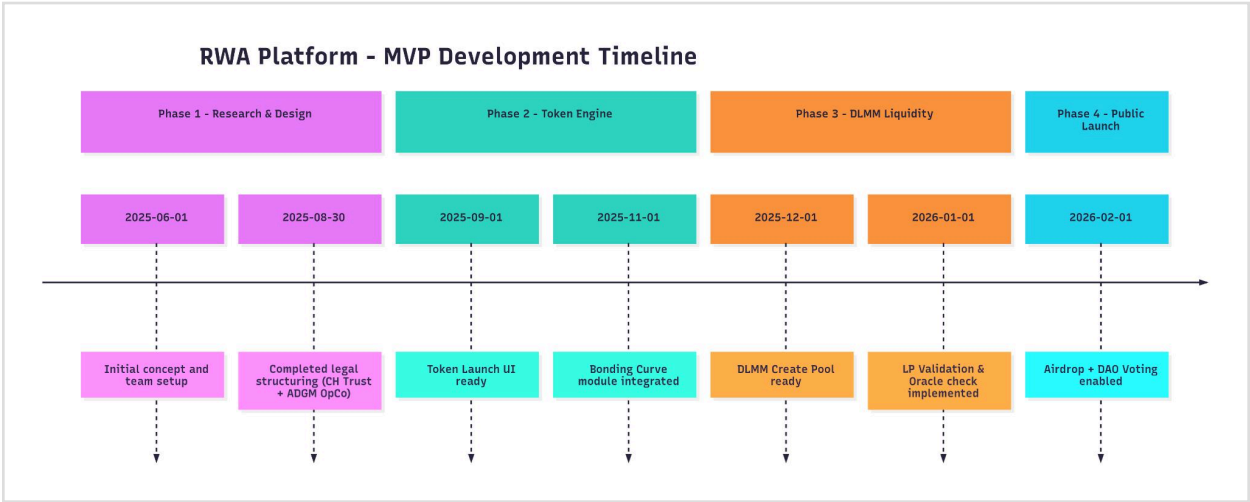 RWA Platform - MVP Development Timeline
Phase 1 - Research & Design
Phase 2 - Token Engine
Phase 3 - DLMM Liquidity
Phase 4 - Public
Launch
2025-06-01
2025-08-30
2025-09-01
2025-11-01
2025-12-01
2026-01-01
2026-02-01
Initial concept and
team setup
Completed legal
structuring (CH Trust
+ ADGM OpCo)
Token Launch UI
ready
Bonding Curve
module integrated
DLMM Create Pool
ready
LP Validation &
Oracle check
implemented
Airdrop + DAO Voting
enabled